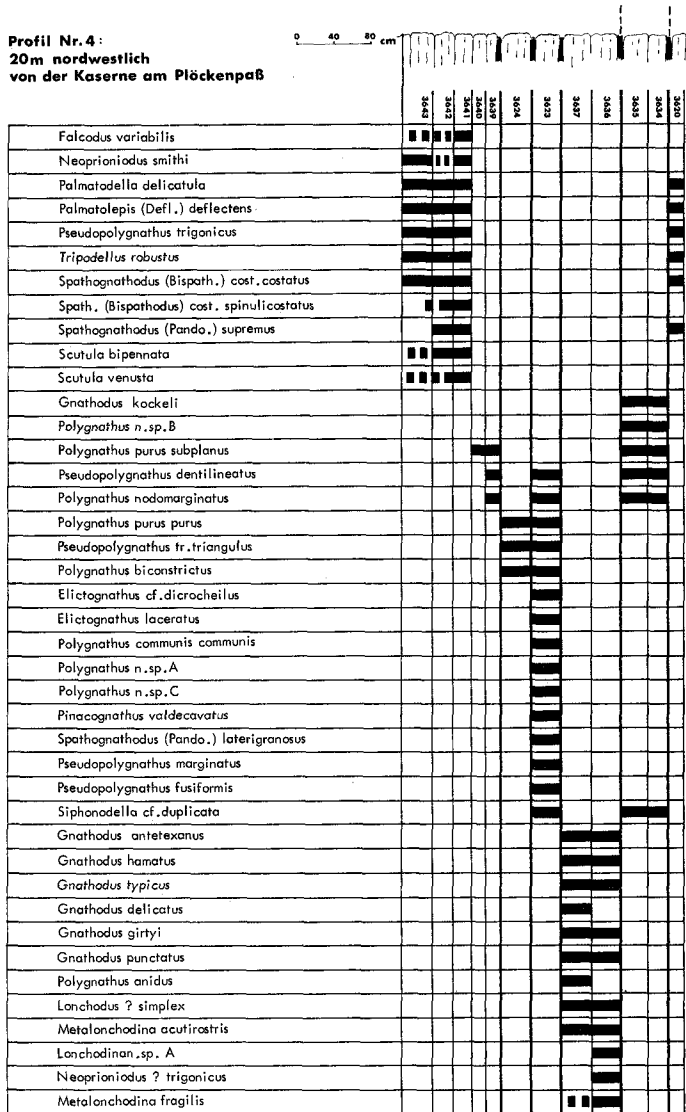 Profil Nr. 4:
20m nordwestlich
von der Kaserne am Plöckenpaß
0 40 80 cm
3643 3642 3641 3640 3639 3624 3623 3637 3636 3635 3634 3620
Falcodus variabilis
Neoprioniodus smithi
Palmatodella delicatula
Palmatolepis (Defl.) deflectens
Pseudopolygnathus trigonicus
Tripodellus robustus
Spathognathodus (Bispath.) cost.costatus
Spath. (Bispathodus) cost. spinulicostatus
Spathognathodus (Pando.) supremus
Scutula bipennata
Scutula venusta
Gnathodus kockeli
Polygnathus n.sp.B
Polygnathus purus subplanus
Pseudopolygnathus dentilineatus
Polygnathus nodomarginatus
Polygnathus purus purus
Pseudopolygnathus tr.triangulus
Polygnathus biconstrictus
Elictognathus cf.dicrocheilus
Elictognathus laceratus
Polygnathus communis communis
Polygnathus n.sp.A
Polygnathus n.sp.C
Pinacognathus valdecavatus
Spathognathodus (Pando.) laterigranosus
Pseudopolygnathus marginatus
Pseudopolygnathus fusiformis
Siphonodella cf.duplicata
Gnathodus antetexanus
Gnathodus hamatus
Gnathodus typicus
Gnathodus delicatus
Gnathodus girtyi
Gnathodus punctatus
Polygnathus anidus
Lonchodus ? simplex
Metalonchodina acutirostris
Lonchodinan.sp. A
Neoprioniodus ? trigonicus
Metalonchodina fragilis